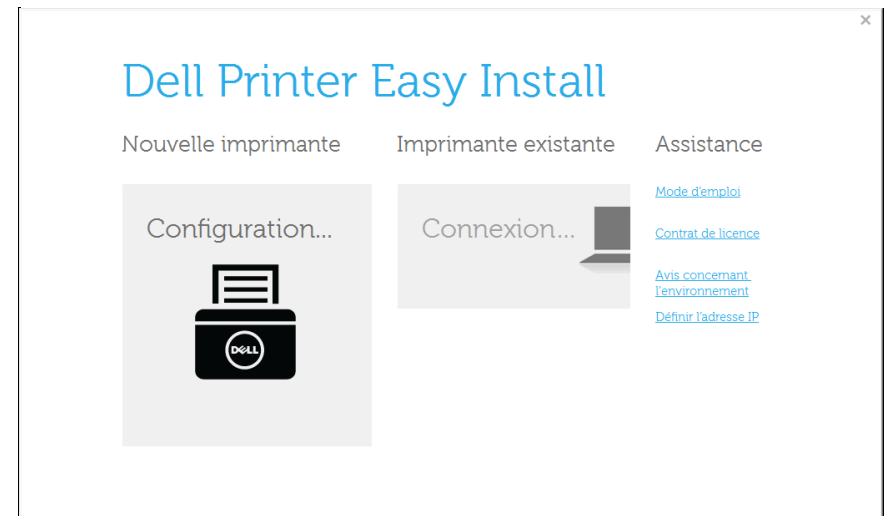 ×
Dell Printer Easy Install
Nouvelle imprimante
Imprimante existante
Assistance
Configuration...
DELL
Connexion...
Mode d'emploi
Contrat de licence
Avis concernant
l'environnement
Définir l'adresse IP